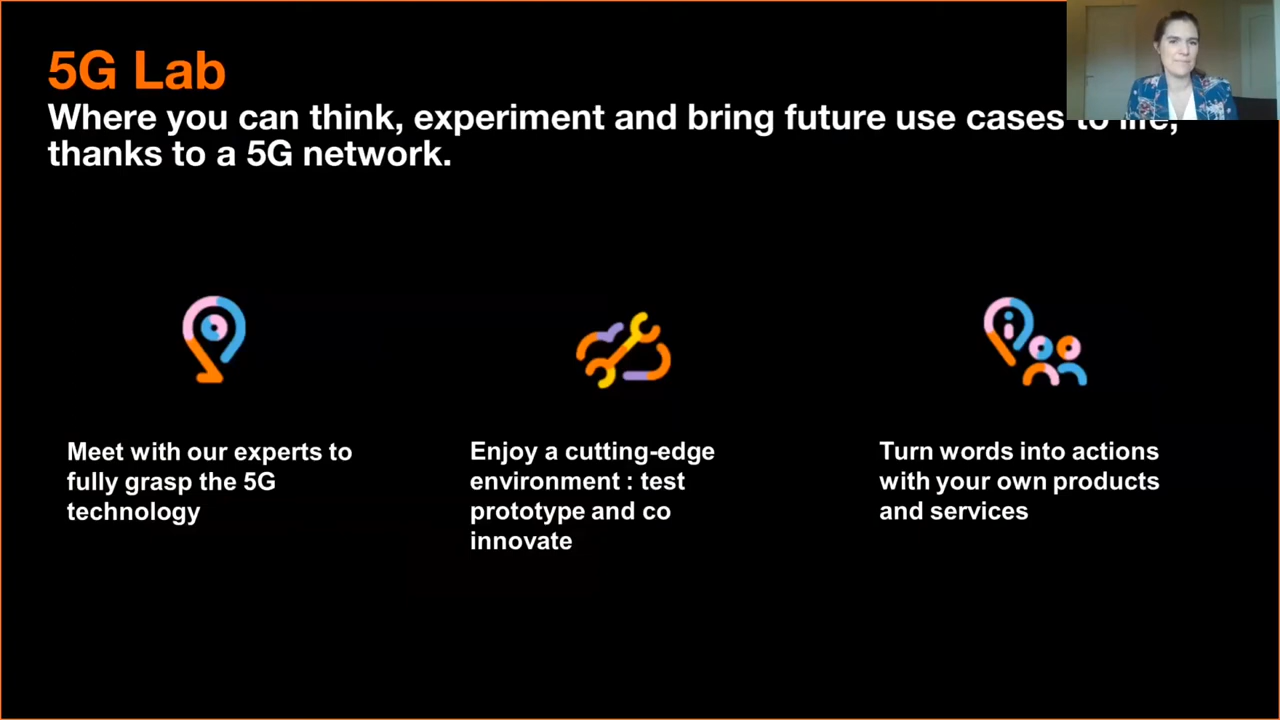 5G Lab
Where you can think, experiment and bring future use cases to life,
thanks to a 5G network.
Meet with our experts to
fully grasp the 5G
technology
Enjoy a cutting-edge
environment : test
prototype and co
innovate
Turn words into actions
with your own products
and services